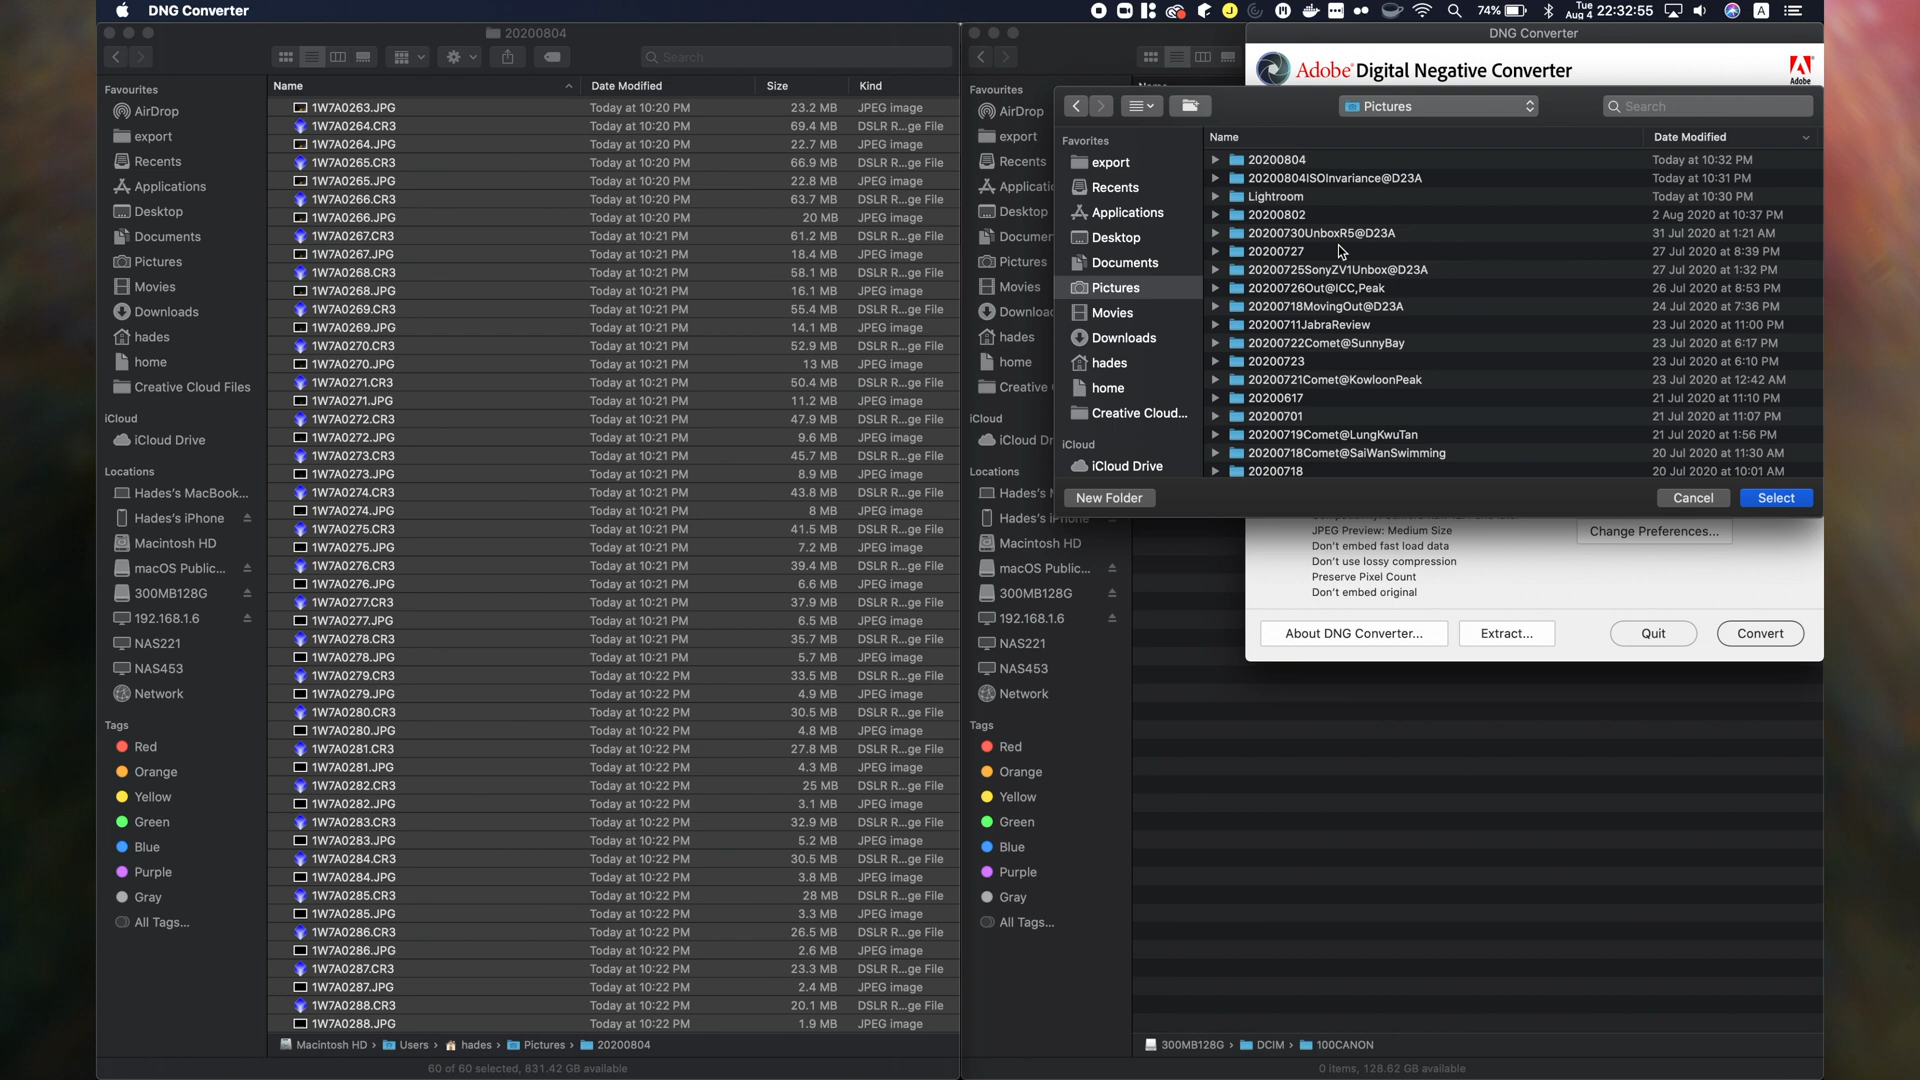 DNG Converter
74%
Tue
Aug 4
22:32:55
20200804
Search
Name
Date Modified
Size
Kind
Favourites
AirDrop
export
Recents
Applications
Desktop
Documents
Pictures
Movies
Downloads
hades
home
Creative Cloud Files
iCloud
iCloud Drive
Locations
Hades's MacBook...
Hades's iPhone
Macintosh HD
macOS Public...
300MB128G
192.168.1.6
NAS221
NAS453
Network
Tags
Red
Orange
Yellow
Green
Blue
Purple
Gray
All Tags...
1W7A0263.JPG Today at 10:20 PM 23.2 MB JPEG image
1W7A0264.CR3 Today at 10:20 PM 69.4 MB DSLR R...ge File
1W7A0264.JPG Today at 10:20 PM 22.7 MB JPEG image
1W7A0265.CR3 Today at 10:20 PM 66.9 MB DSLR R...ge File
1W7A0265.JPG Today at 10:20 PM 22.8 MB JPEG image
1W7A0266.CR3 Today at 10:20 PM 63.7 MB DSLR R...ge File
1W7A0266.JPG Today at 10:20 PM 20 MB JPEG image
1W7A0267.CR3 Today at 10:20 PM 61.2 MB DSLR R...ge File
1W7A0267.JPG Today at 10:20 PM 18.4 MB JPEG image
1W7A0268.CR3 Today at 10:20 PM 58.1 MB DSLR R...ge File
1W7A0268.JPG Today at 10:21 PM 16.1 MB JPEG image
1W7A0269.CR3 Today at 10:21 PM 55.4 MB DSLR R...ge File
1W7A0269.JPG Today at 10:21 PM 14.1 MB JPEG image
1W7A0270.CR3 Today at 10:21 PM 52.9 MB DSLR R...ge File
1W7A0270.JPG Today at 10:21 PM 13 MB JPEG image
1W7A0271.CR3 Today at 10:21 PM 50.4 MB DSLR R...ge File
1W7A0271.JPG Today at 10:21 PM 11.2 MB JPEG image
1W7A0272.CR3 Today at 10:21 PM 47.9 MB DSLR R...ge File
1W7A0272.JPG Today at 10:21 PM 9.6 MB JPEG image
1W7A0273.CR3 Today at 10:21 PM 45.7 MB DSLR R...ge File
1W7A0273.JPG Today at 10:21 PM 8.9 MB JPEG image
1W7A0274.CR3 Today at 10:21 PM 43.8 MB DSLR R...ge File
1W7A0274.JPG Today at 10:21 PM 8 MB JPEG image
1W7A0275.CR3 Today at 10:21 PM 41.5 MB DSLR R...ge File
1W7A0275.JPG Today at 10:21 PM 7.2 MB JPEG image
1W7A0276.CR3 Today at 10:21 PM 39.4 MB DSLR R...ge File
1W7A0276.JPG Today at 10:21 PM 6.6 MB JPEG image
1W7A0277.CR3 Today at 10:21 PM 37.9 MB DSLR R...ge File
1W7A0277.JPG Today at 10:21 PM 6.5 MB JPEG image
1W7A0278.CR3 Today at 10:21 PM 35.7 MB DSLR R...ge File
1W7A0278.JPG Today at 10:21 PM 5.7 MB JPEG image
1W7A0279.CR3 Today at 10:22 PM 33.5 MB DSLR R...ge File
1W7A0279.JPG Today at 10:22 PM 4.9 MB JPEG image
1W7A0280.CR3 Today at 10:22 PM 30.5 MB DSLR R...ge File
1W7A0280.JPG Today at 10:22 PM 4.8 MB JPEG image
1W7A0281.CR3 Today at 10:22 PM 27.8 MB DSLR R...ge File
1W7A0281.JPG Today at 10:22 PM 4.3 MB JPEG image
1W7A0282.CR3 Today at 10:22 PM 25 MB DSLR R...ge File
1W7A0282.JPG Today at 10:22 PM 3.1 MB JPEG image
1W7A0283.CR3 Today at 10:22 PM 32.9 MB DSLR R...ge File
1W7A0283.JPG Today at 10:22 PM 5.2 MB JPEG image
1W7A0284.CR3 Today at 10:22 PM 30.5 MB DSLR R...ge File
1W7A0284.JPG Today at 10:22 PM 3.8 MB JPEG image
1W7A0285.CR3 Today at 10:22 PM 28 MB DSLR R...ge File
1W7A0285.JPG Today at 10:22 PM 3.3 MB JPEG image
1W7A0286.CR3 Today at 10:22 PM 26.5 MB DSLR R...ge File
1W7A0286.JPG Today at 10:22 PM 2.6 MB JPEG image
1W7A0287.CR3 Today at 10:22 PM 23.3 MB DSLR R...ge File
1W7A0287.JPG Today at 10:22 PM 2.4 MB JPEG image
1W7A0288.CR3 Today at 10:22 PM 20.1 MB DSLR R...ge File
1W7A0288.JPG Today at 10:22 PM 1.9 MB JPEG image
Macintosh HD › Users › hades › Pictures › 20200804
60 of 60 selected, 831.42 GB available
Favourites
AirDrop
export
Recents
Applicatio
Desktop
Documen
Pictures
Movies
Downloa
hades
home
Creative
iCloud
iCloud Dr
Locations
Hades's M
Hades's iPhone
Macintosh HD
macOS Public...
300MB128G
192.168.1.6
NAS221
NAS453
Network
Tags
Red
Orange
Yellow
Green
Blue
Purple
Gray
All Tags...
300MB128G › DCIM › 100CANON
0 items, 128.62 GB available
DNG Converter
Adobe® Digital Negative Converter
Adobe
Pictures
Search
Favorites
export
Recents
Applications
Desktop
Documents
Pictures
Movies
Downloads
hades
home
Creative Cloud...
iCloud
iCloud Drive
Name Date Modified
20200804 Today at 10:32 PM
20200804ISOInvariance@D23A Today at 10:31 PM
Lightroom Today at 10:30 PM
20200802 2 Aug 2020 at 10:37 PM
20200730UnboxR5@D23A 31 Jul 2020 at 1:21 AM
20200727 27 Jul 2020 at 8:39 PM
20200725SonyZV1Unbox@D23A 27 Jul 2020 at 1:32 PM
20200726Out@ICC,Peak 26 Jul 2020 at 8:53 PM
20200718MovingOut@D23A 24 Jul 2020 at 7:36 PM
20200711JabraReview 23 Jul 2020 at 11:00 PM
20200722Comet@SunnyBay 23 Jul 2020 at 6:17 PM
20200723 23 Jul 2020 at 6:10 PM
20200721Comet@KowloonPeak 23 Jul 2020 at 12:42 AM
20200617 21 Jul 2020 at 11:10 PM
20200701 21 Jul 2020 at 11:07 PM
20200719Comet@LungKwuTan 21 Jul 2020 at 1:56 PM
20200718Comet@SaiWanSwimming 20 Jul 2020 at 11:30 AM
20200718 20 Jul 2020 at 10:01 AM
New Folder
Cancel
Select
JPEG Preview: Medium Size
Don't embed fast load data
Don't use lossy compression
Preserve Pixel Count
Don't embed original
Change Preferences...
About DNG Converter...
Extract...
Quit
Convert